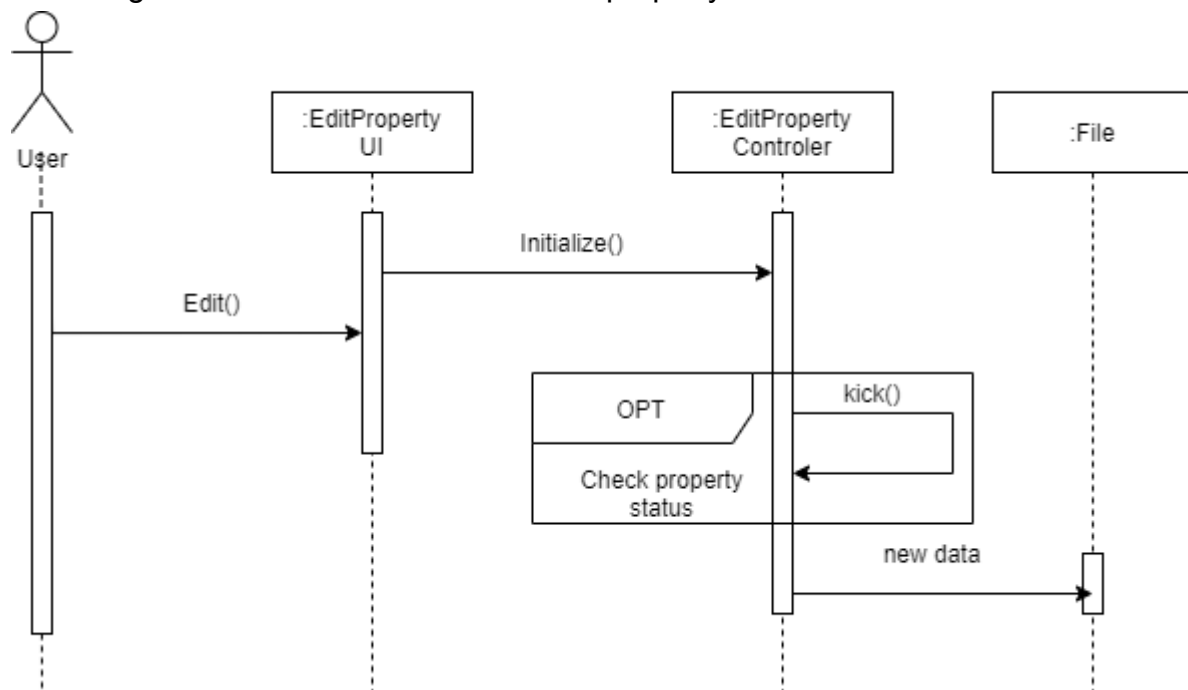 :EditProperty
UI
:EditProperty
Controler
:File
User
Initialize()
Edit()
OPT
kick()
Check property
status
new data